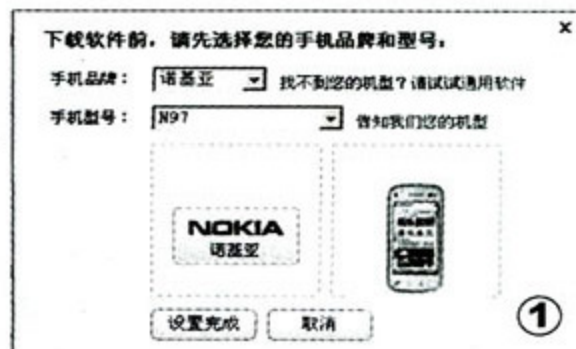 下载软件前，请先选择您的手机品牌和型号。
×
手机品牌： 诺基亚 找不到您的机型？请试试通用软件
手机型号： N97 告知我们您的机型
NOKIA
诺基亚
设置完成 取消
①